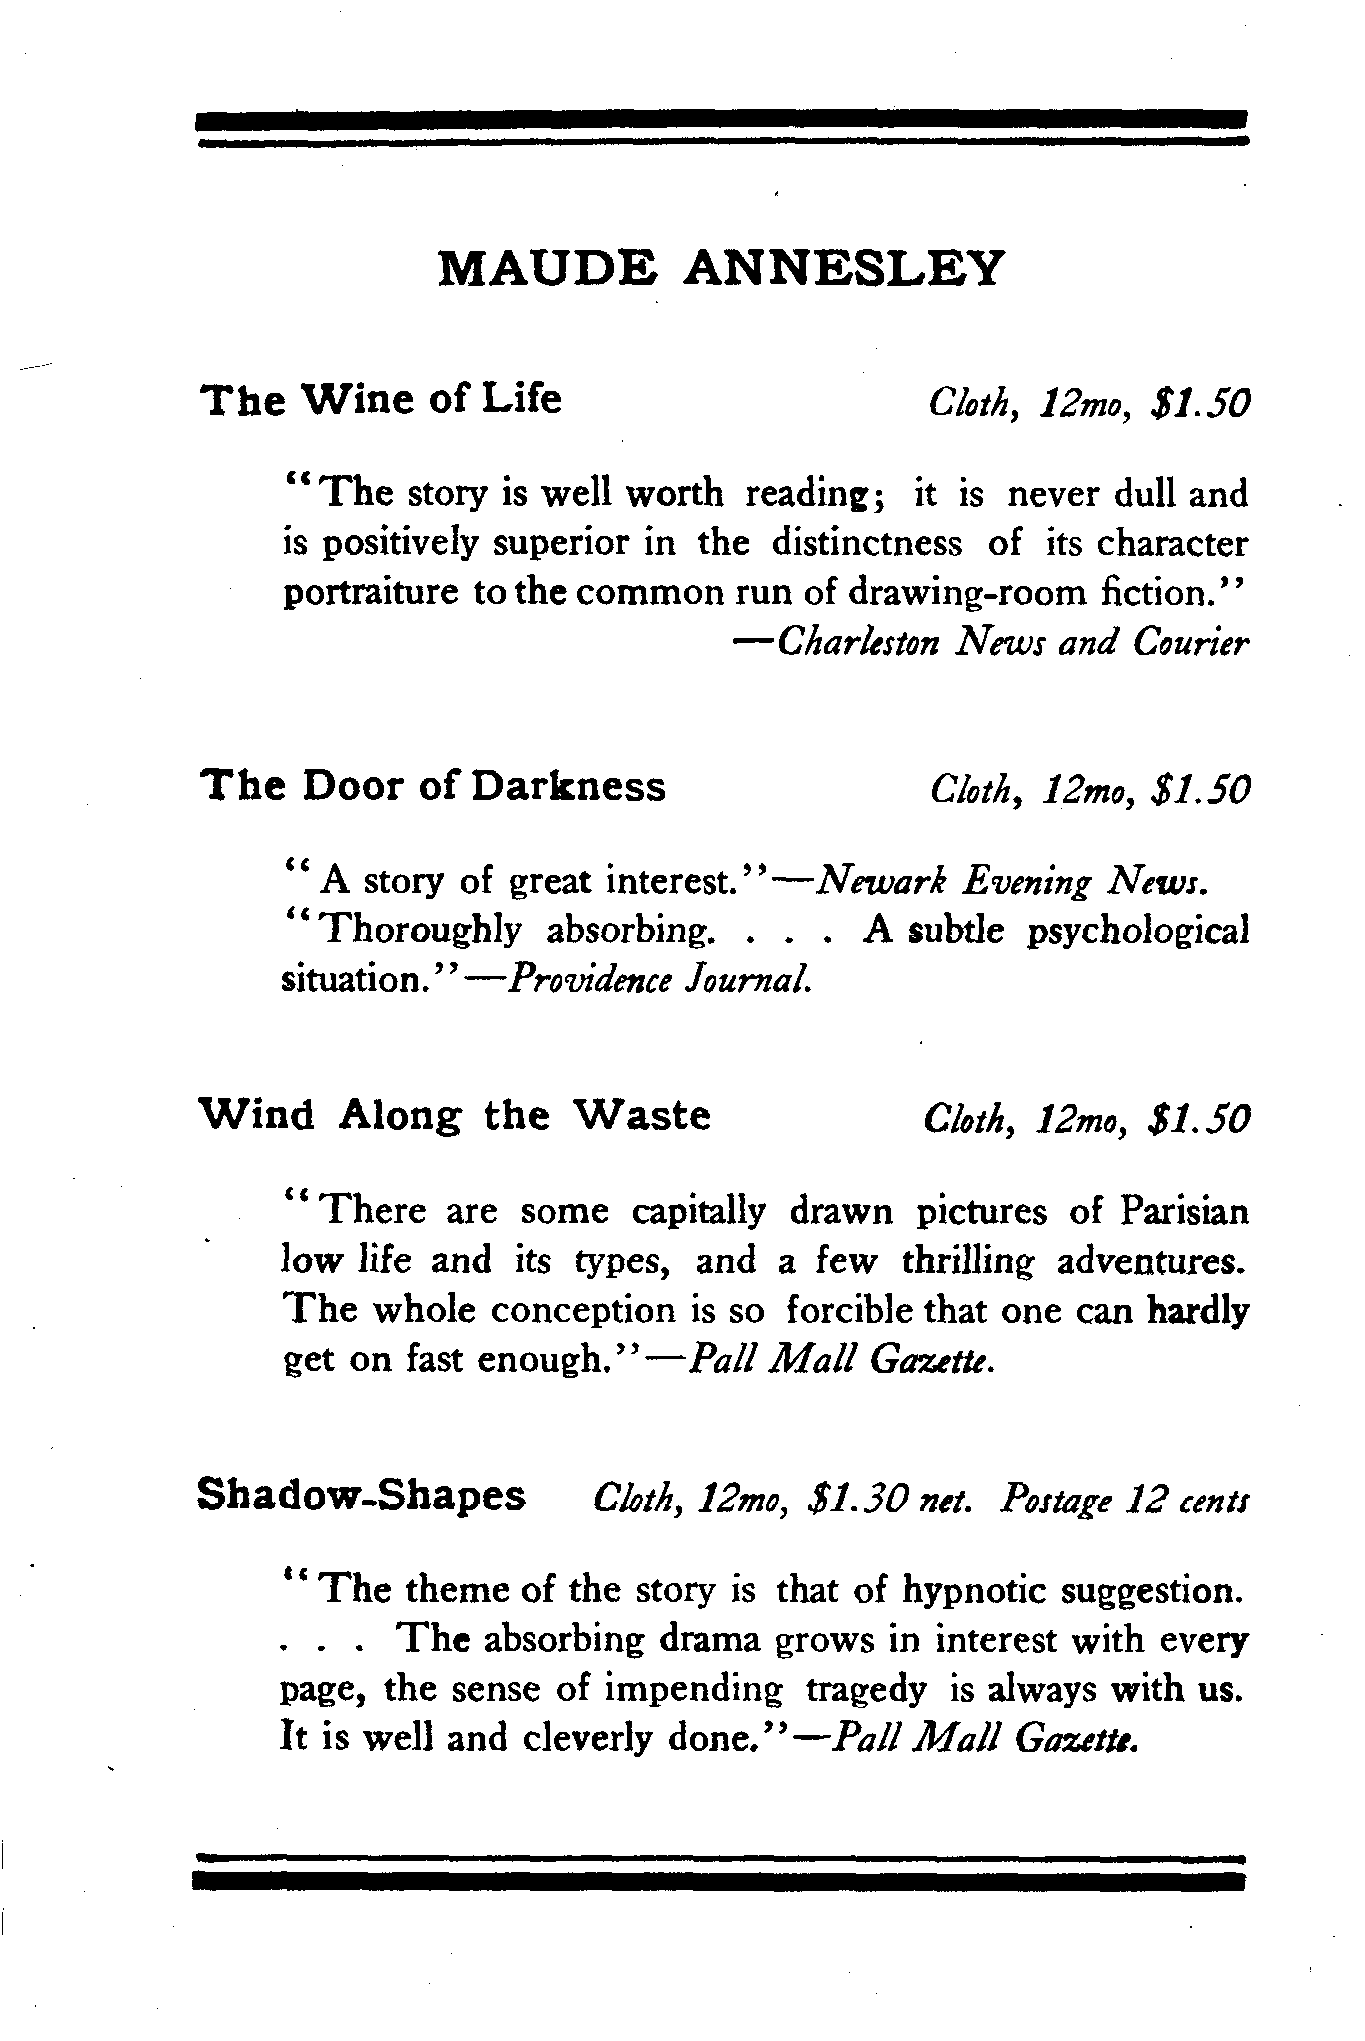 MAUDE ANNESLEY
The Wine of Life Cloth, 12mo, $1.50
“The story is well worth reading; it is never dull and
is positively superior in the distinctness of its character
portraiture to the common run of drawing-room fiction.”
—Charleston News and Courier
The Door of Darkness Cloth, 12mo, $1.50
“A story of great interest.”—Newark Evening News.
“Thoroughly absorbing. . . . A subtle psychological
situation.”—Providence Journal.
Wind Along the Waste Cloth, 12mo, $1.50
“There are some capitally drawn pictures of Parisian
low life and its types, and a few thrilling adventures.
The whole conception is so forcible that one can hardly
get on fast enough.”—Pall Mall Gazette.
Shadow-Shapes Cloth, 12mo, $1.30 net. Postage 12 cents
“The theme of the story is that of hypnotic suggestion.
. . . The absorbing drama grows in interest with every
page, the sense of impending tragedy is always with us.
It is well and cleverly done.”—Pall Mall Gazette.